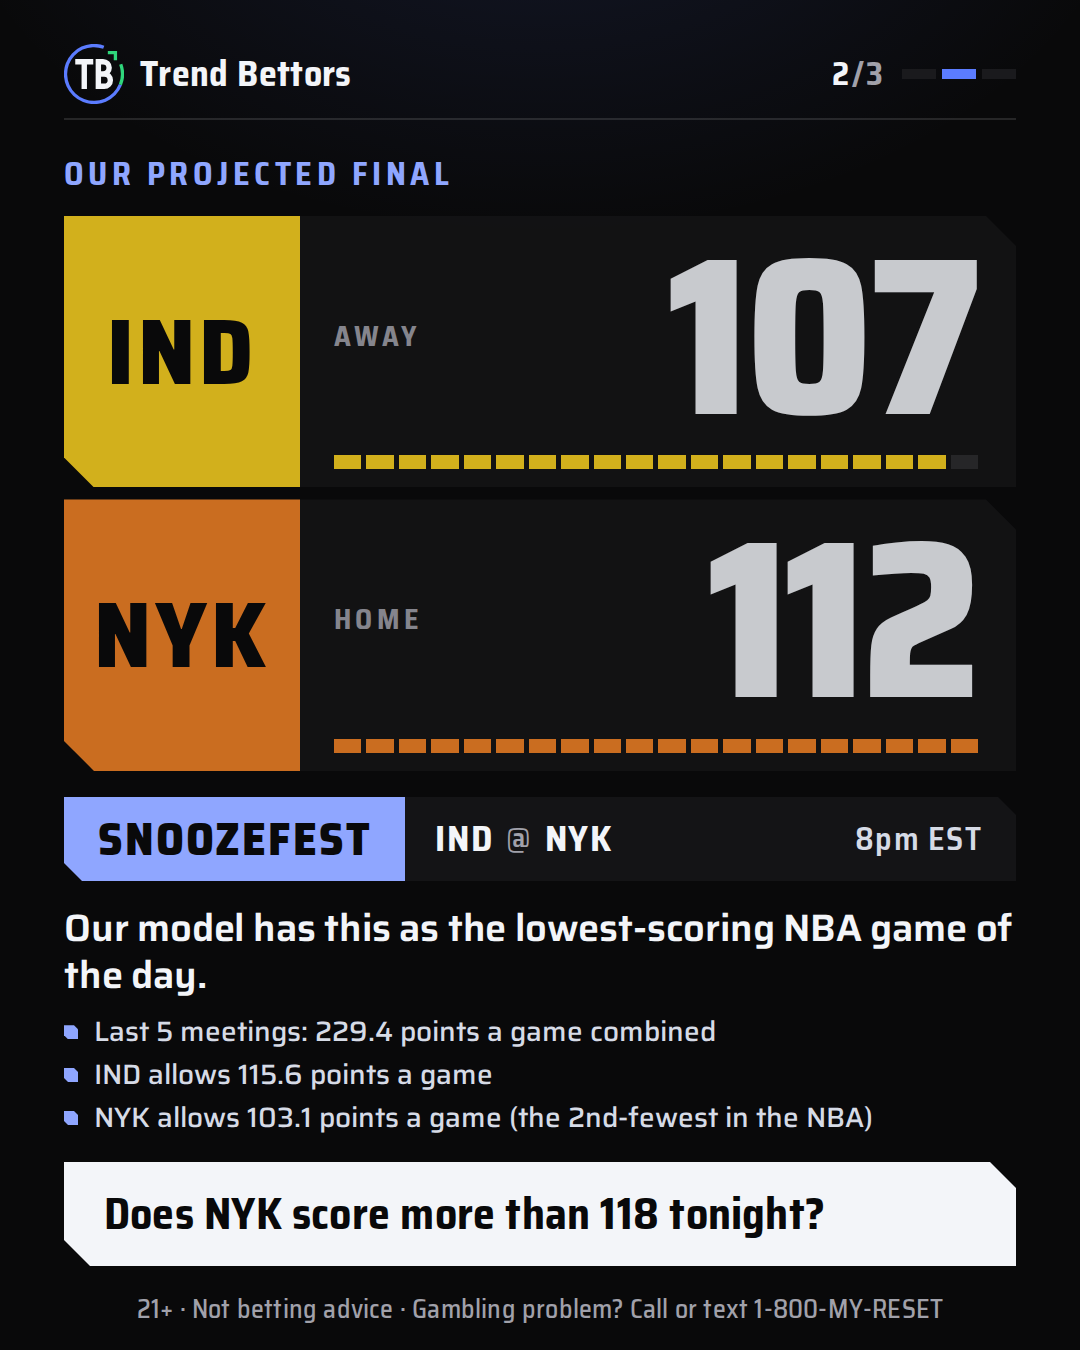 TB Trend Bettors
2/3
OUR PROJECTED FINAL
IND
AWAY
107
NYK
HOME
112
SNOOZEFEST
IND @ NYK
8pm EST
Our model has this as the lowest-scoring NBA game of
the day.
Last 5 meetings: 229.4 points a game combined
IND allows 115.6 points a game
NYK allows 103.1 points a game (the 2nd-fewest in the NBA)
Does NYK score more than 118 tonight?
21+ · Not betting advice · Gambling problem? Call or text 1-800-MY-RESET